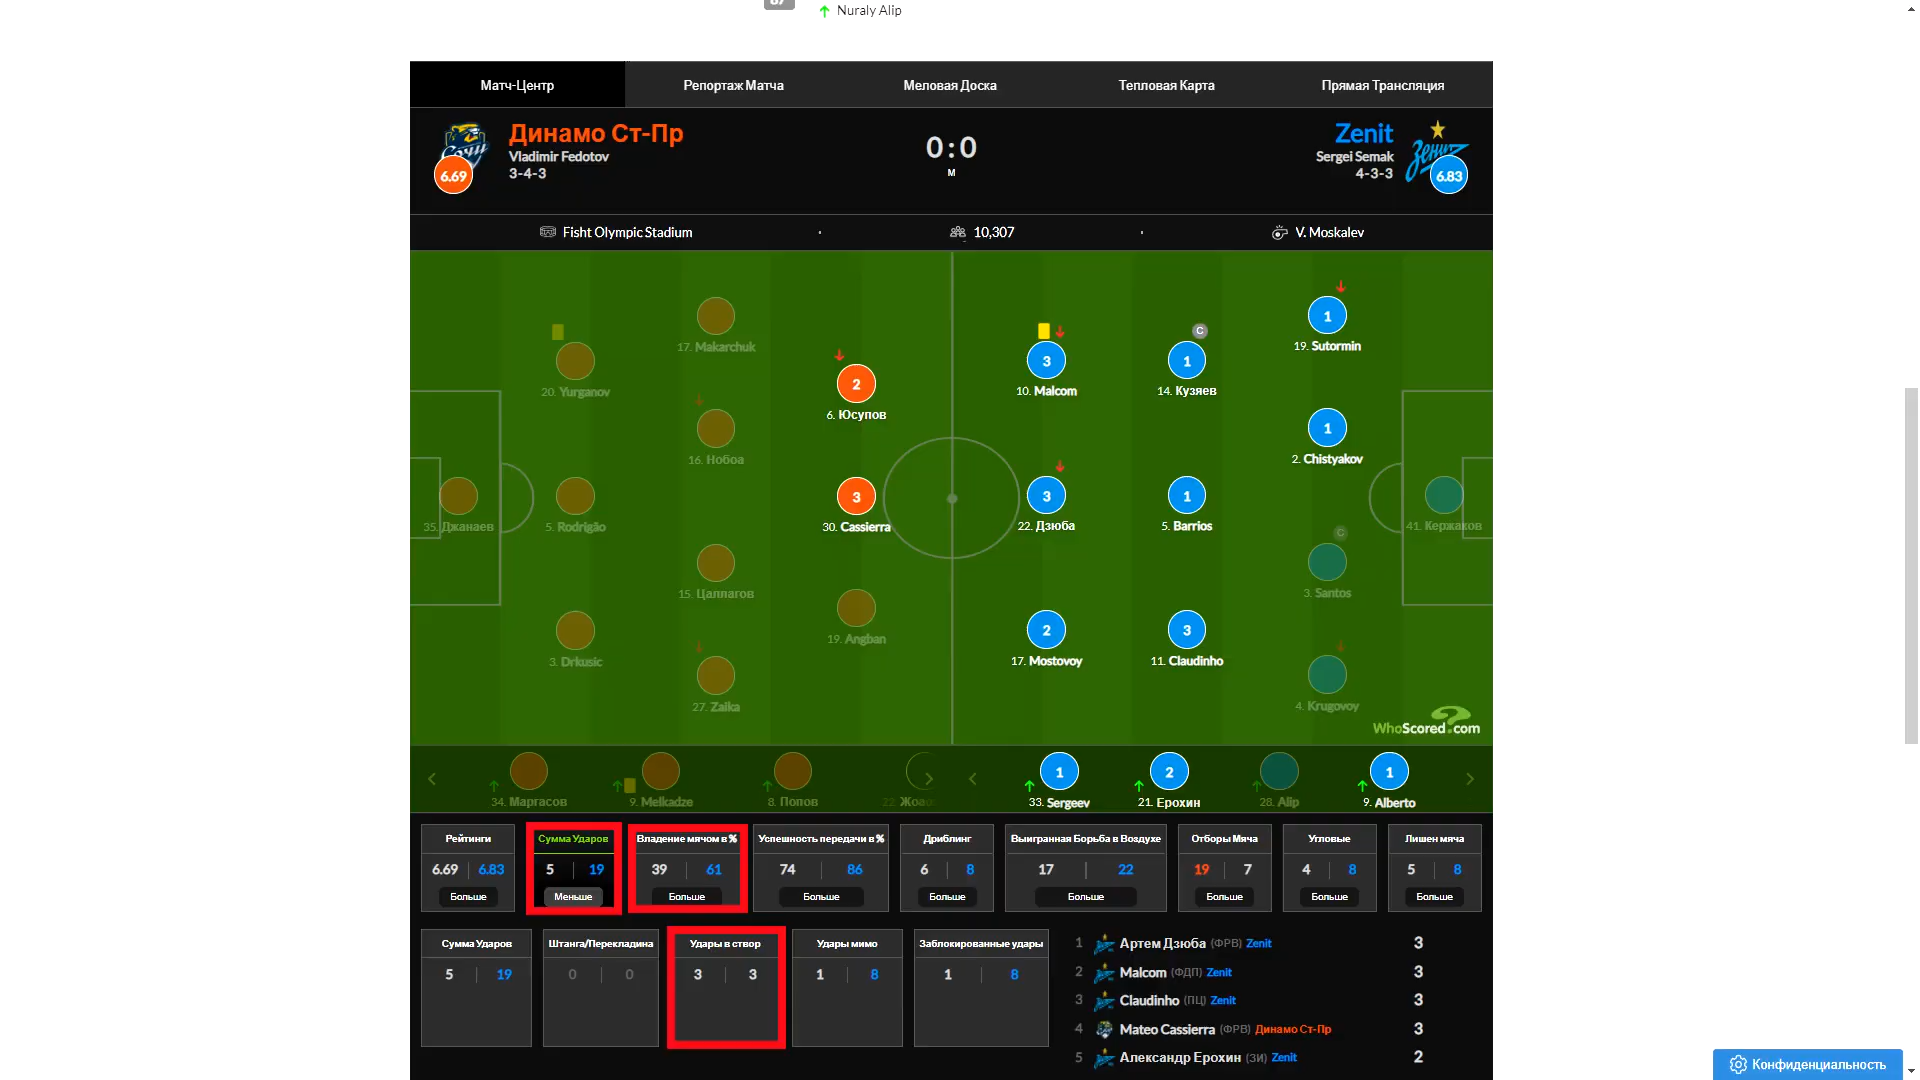 Nuraly Alip
Матч-Центр
Репортаж Матча
Меловая Доска
Тепловая Карта
Прямая Трансляция
Динамо Ст-Пр
Vladimir Fedotov
3-4-3
6.69
0 : 0
м
Zenit
Sergei Semak
4-3-3
6.83
Fisht Olympic Stadium
10,307
V. Moskalev
17. Makarchuk
20. Yurganov
2
6. Юсупов
16. Нобоа
35. Джанаев
5. Rodrigão
3
30. Cassierra
15. Цаллагов
19. Angban
3. Drkusic
27. Zaika
3
10. Malcom
C
1
14. Кузяев
1
19. Sutormin
1
2. Chistyakov
3
22. Дзюба
1
5. Barrios
41. Кержаков
C
3. Santos
2
17. Mostovoy
3
11. Claudinho
4. Krugovoy
WhoScored.com
34. Маргасов
9. Melkadze
8. Попов
1
33. Sergeev
2
21. Ерохин
28. Alip
1
9. Alberto
Рейтинги
6.69 6.83
Больше
Сумма Ударов
5 19
Меньше
Владение мячом в %
39 61
Больше
Успешность передачи в %
74 86
Больше
Дриблинг
6 8
Больше
Выигранная Борьба в Воздухе
17 22
Больше
Отборы Мяча
19 7
Больше
Угловые
4 8
Больше
Лишен мяча
5 8
Больше
Сумма Ударов
5 19
Штанга/Перекладина
0 0
Удары в створ
3 3
Удары мимо
1 8
Заблокированные удары
1 8
1 Артем Дзюба (ФРВ) Zenit 3
2 Malcom (ФДП) Zenit 3
3 Claudinho (ПЦ) Zenit 3
4 Mateo Cassierra (ФРВ) Динамо Ст-Пр 3
5 Александр Ерохин (ЗИ) Zenit 2
Конфиденциальность